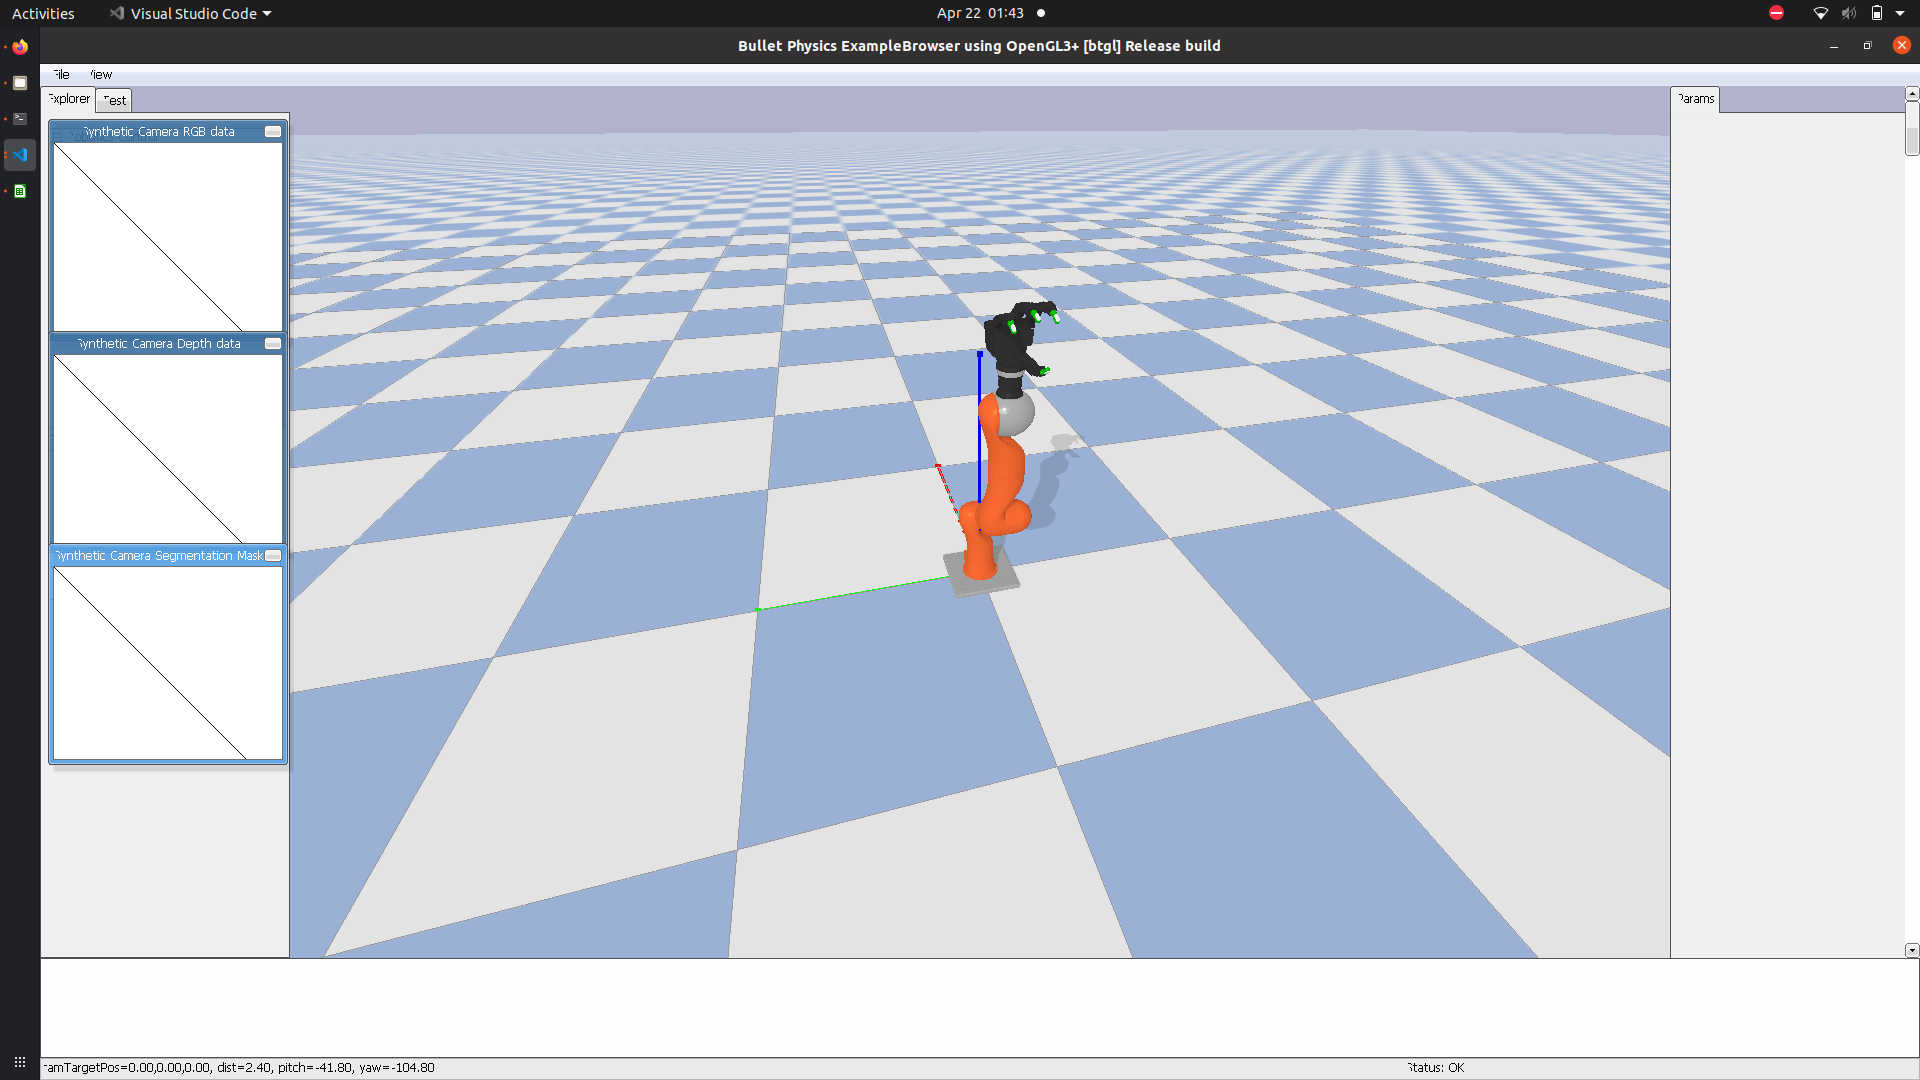 Activities Visual Studio Code Apr 22 01:43
Bullet Physics ExampleBrowser using OpenGL3+ [btgl] Release build
File View
Explorer Test Params
Synthetic Camera RGB data
Synthetic Camera Depth data
Synthetic Camera Segmentation Mask
camTargetPos=0.00,0.00,0.00, dist=2.40, pitch=-41.80, yaw=-104.80 Status: OK